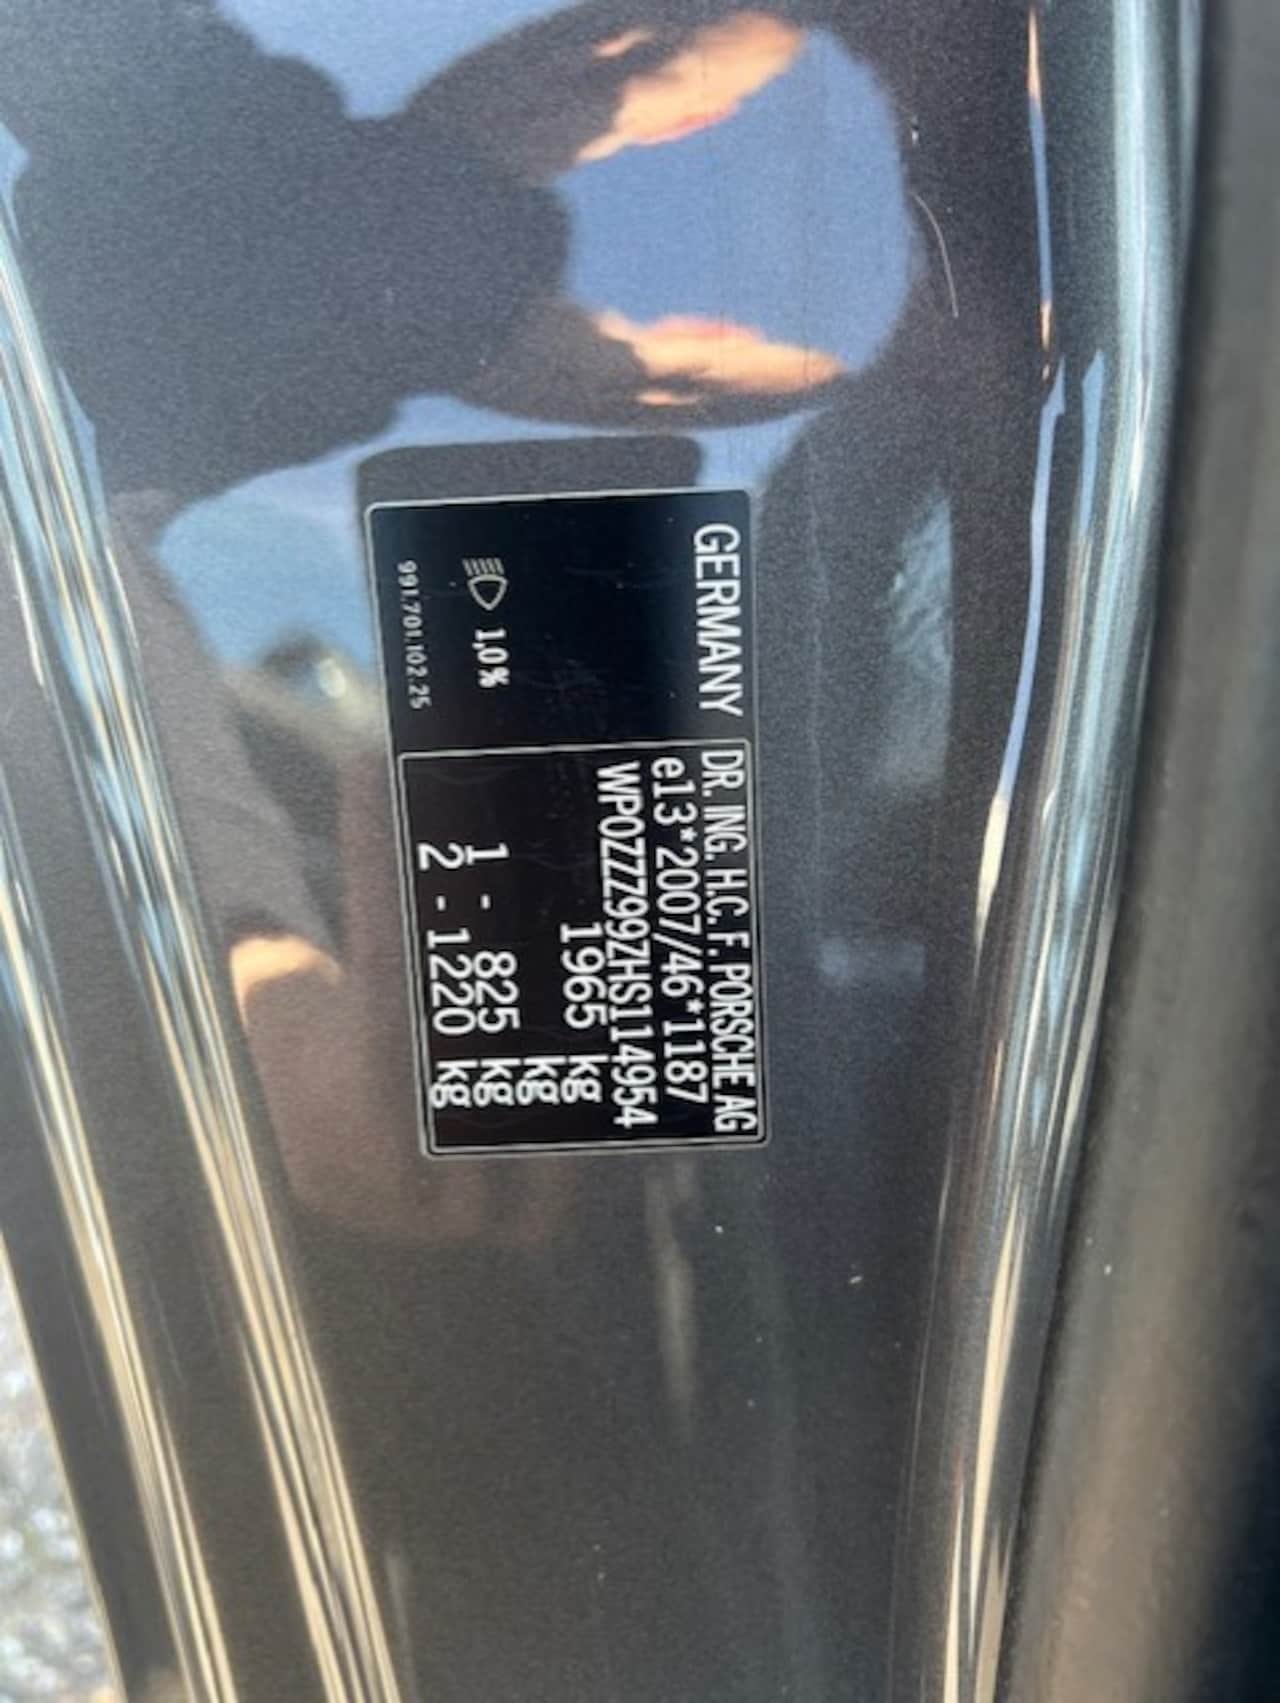 GERMANY
1,0 %
991.701.102.25
DR. ING. H.C. F. PORSCHE AG
e13*2007/46*1187
WP0ZZZ99ZHS114954
1965 kg
kg
1 - 825 kg
2 - 1220 kg